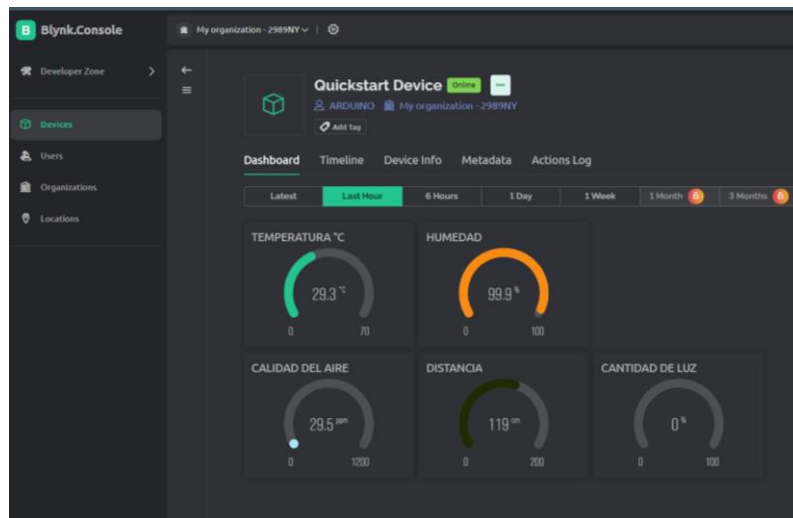 B Blynk.Console
My organization - 2989NY
Developer Zone
Devices
Users
Organizations
Locations
Quickstart Device Online ...
ARDUINO My organization - 2989NY
Add Tag
Dashboard Timeline Device Info Metadata Actions Log
Latest Last Hour 6 Hours 1 Day 1 Week 1 Month 3 Months
TEMPERATURA °C
29.3 °C
0 70
HUMEDAD
99.9 %
0 100
CALIDAD DEL AIRE
29.5 ppm
0 1200
DISTANCIA
119 cm
0 200
CANTIDAD DE LUZ
0 %
0 100